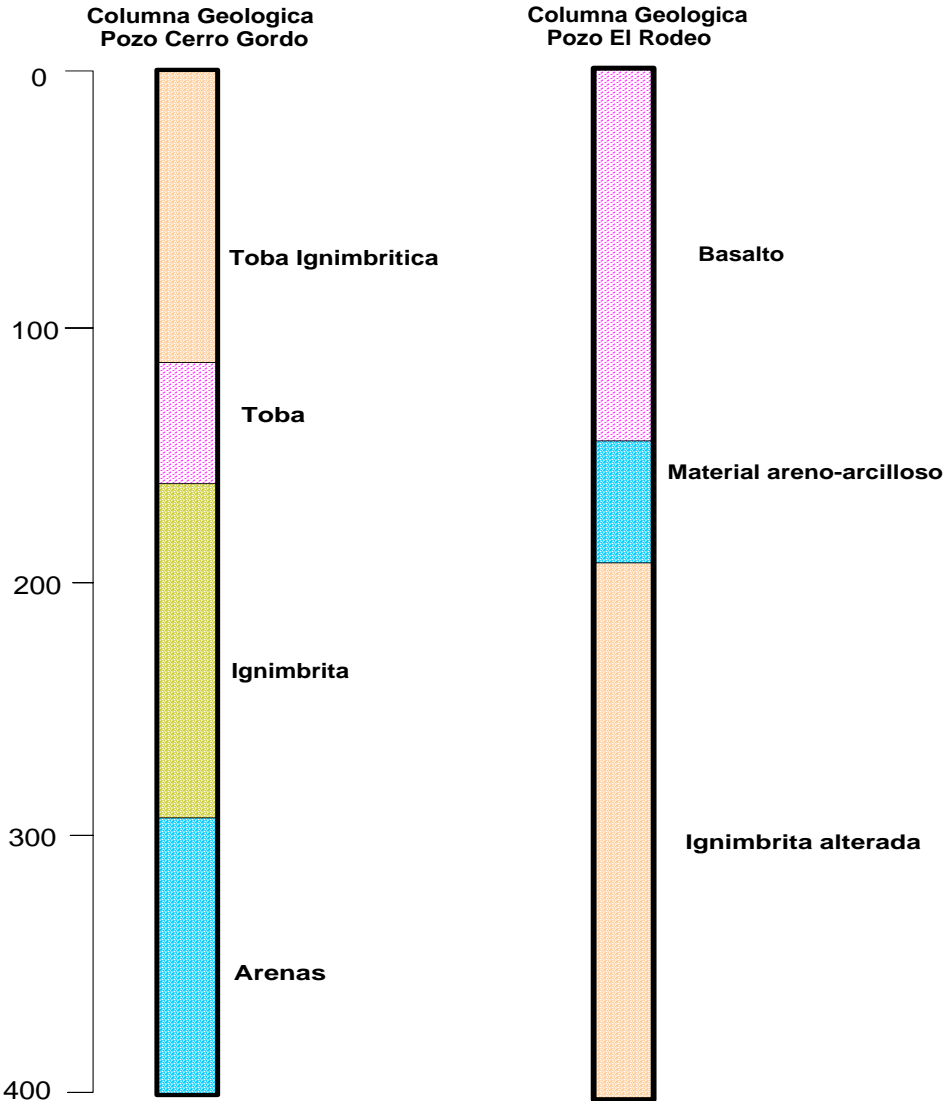 Columna Geologica
Pozo Cerro Gordo
0
100
200
300
400
Toba Ignimbritica
Toba
Ignimbrita
Arenas
Columna Geologica
Pozo El Rodeo
Basalto
Material areno-arcilloso
Ignimbrita alterada